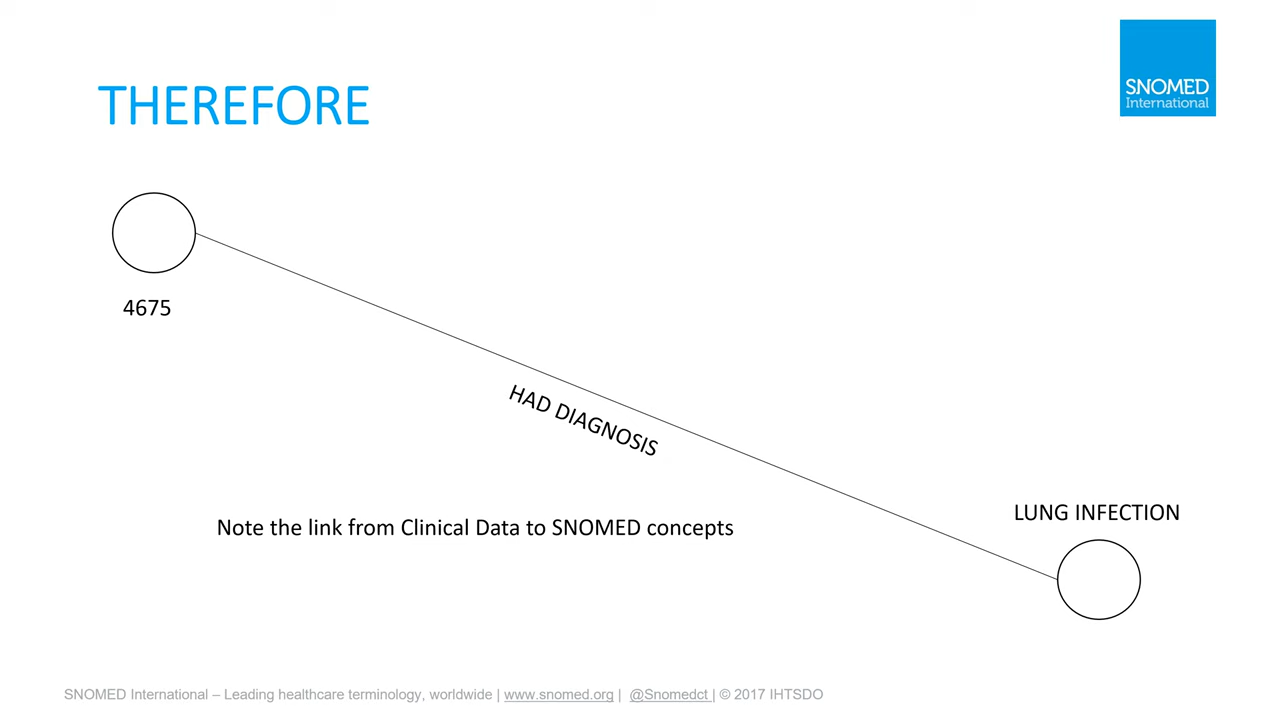 SNOMED
International
THEREFORE
4675
HAD DIAGNOSIS
LUNG INFECTION
Note the link from Clinical Data to SNOMED concepts
SNOMED International – Leading healthcare terminology, worldwide | www.snomed.org | @Snomedct | © 2017 IHTSDO